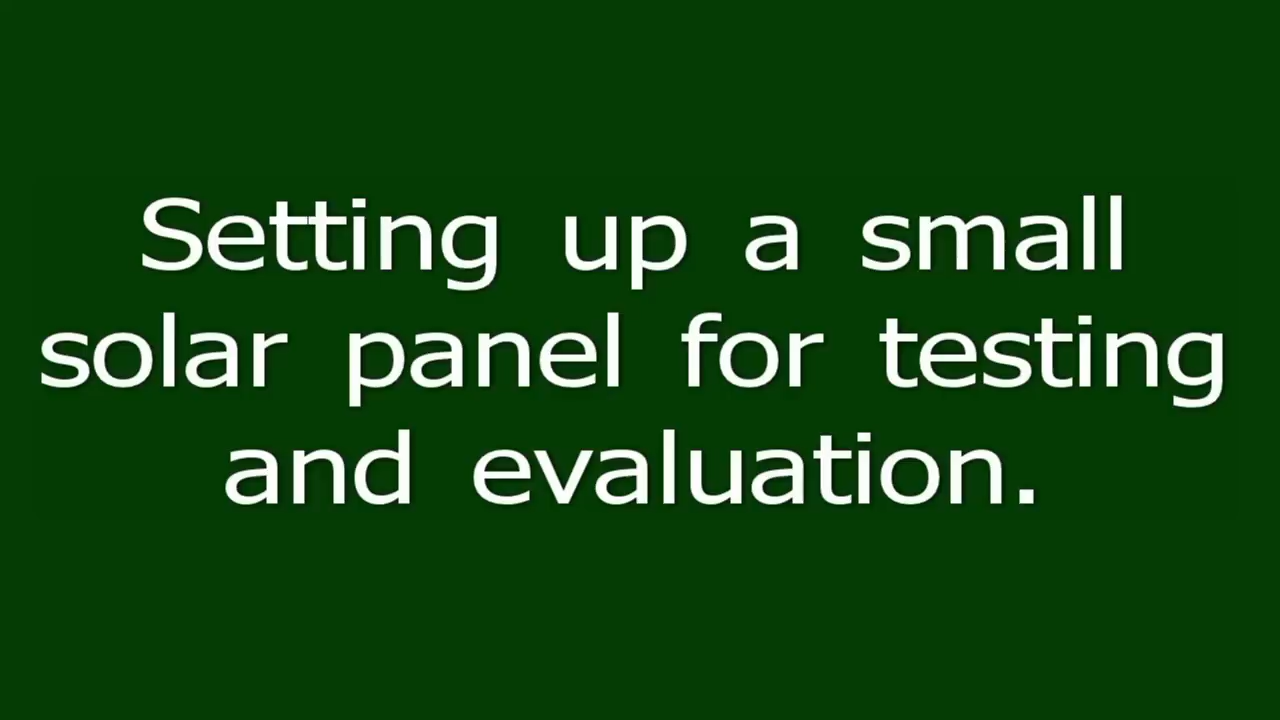 Setting up a small
solar panel for testing
and evaluation.